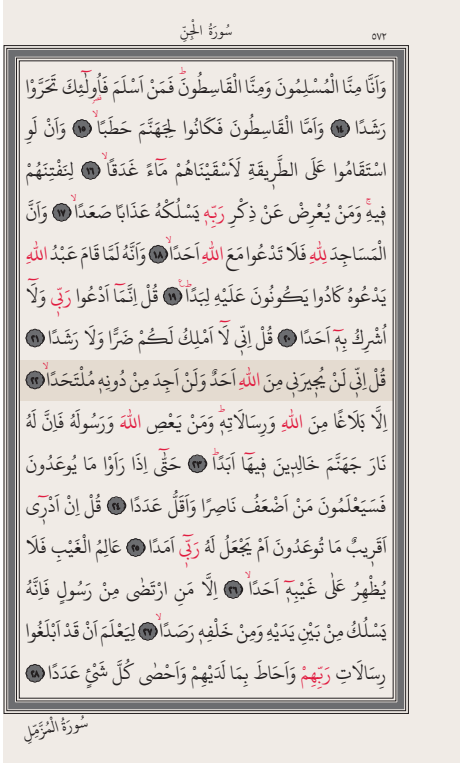 سُورَةُ الْجِنِّ
٥٧٢
وَاَنَّا مِنَّا الْمُسْلِمُونَ وَمِنَّا الْقَاسِطُونَۜ فَمَنْ اَسْلَمَ فَاُو۬لٰٓئِكَ تَحَرَّوْا
رَشَدًا ﴿١٤﴾ وَاَمَّا الْقَاسِطُونَ فَكَانُوا لِجَهَنَّمَ حَطَبًاۙ ﴿١٥﴾ وَاَنْ لَوِ
اسْتَقَامُوا عَلَى الطَّرِيقَةِ لَاَسْقَيْنَاهُمْ مَٓاءً غَدَقًاۙ ﴿١٦﴾ لِنَفْتِنَهُمْ
فِيهِۜ وَمَنْ يُعْرِضْ عَنْ ذِكْرِ رَبِّهٖ يَسْلُكْهُ عَذَابًا صَعَدًاۙ ﴿١٧﴾ وَاَنَّ
الْمَسَاجِدَ لِلّٰهِ فَلَا تَدْعُوا مَعَ اللّٰهِ اَحَدًاۙ ﴿١٨﴾ وَاَنَّهُ لَمَّا قَامَ عَبْدُ اللّٰهِ
يَدْعُوهُ كَادُوا يَكُونُونَ عَلَيْهِ لِبَدًاۜ ﴿١٩﴾ قُلْ اِنَّمَٓا اَدْعُوا رَبّٖي وَلَٓا
اُشْرِكُ بِهٖٓ اَحَدًا ﴿٢٠﴾ قُلْ اِنّٖي لَٓا اَمْلِكُ لَكُمْ ضَرًّا وَلَا رَشَدًا ﴿٢١﴾
قُلْ اِنّٖي لَنْ يُجِيرَنٖي مِنَ اللّٰهِ اَحَدٌ وَلَنْ اَجِدَ مِنْ دُونِهٖ مُلْتَحَدًاۙ ﴿٢٢﴾
اِلَّا بَلَاغًا مِنَ اللّٰهِ وَرِسَالَاتِهٖۜ وَمَنْ يَعْصِ اللّٰهَ وَرَسُولَهُ فَاِنَّ لَهُ
نَارَ جَهَنَّمَ خَالِدِينَ فِيهَٓا اَبَدًاۜ ﴿٢٣﴾ حَتّٰٓى اِذَا رَاَوْا مَا يُوعَدُونَ
فَسَيَعْلَمُونَ مَنْ اَضْعَفُ نَاصِرًا وَاَقَلُّ عَدَدًا ﴿٢٤﴾ قُلْ اِنْ اَدْرٖٓي
اَقَرِيبٌ مَا تُوعَدُونَ اَمْ يَجْعَلُ لَهُ رَبّٖٓي اَمَدًا ﴿٢٥﴾ عَالِمُ الْغَيْبِ فَلَا
يُظْهِرُ عَلٰى غَيْبِهٖٓ اَحَدًاۙ ﴿٢٦﴾ اِلَّا مَنِ ارْتَضٰى مِنْ رَسُولٍ فَاِنَّهُ
يَسْلُكُ مِنْ بَيْنِ يَدَيْهِ وَمِنْ خَلْفِهٖ رَصَدًاۙ ﴿٢٧﴾ لِيَعْلَمَ اَنْ قَدْ اَبْلَغُوا
رِسَالَاتِ رَبِّهِمْ وَاَحَاطَ بِمَا لَدَيْهِمْ وَاَحْصٰى كُلَّ شَيْءٍ عَدَدًا ﴿٢٨﴾
سُورَةُ الْمُزَّمِّلِ